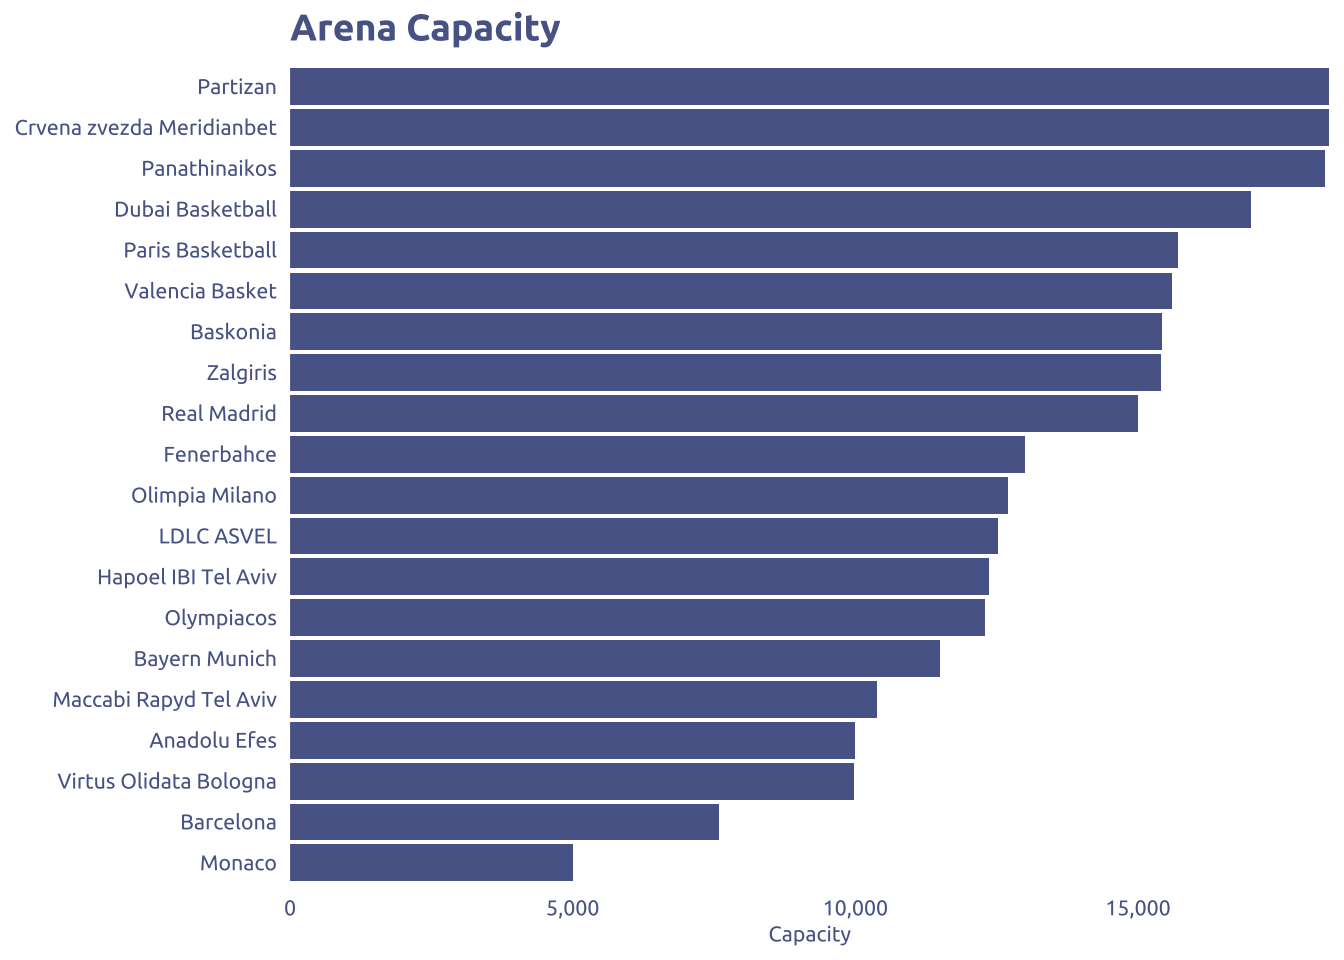 Arena Capacity
Partizan
Crvena zvezda Meridianbet
Panathinaikos
Dubai Basketball
Paris Basketball
Valencia Basket
Baskonia
Zalgiris
Real Madrid
Fenerbahce
Olimpia Milano
LDLC ASVEL
Hapoel IBI Tel Aviv
Olympiacos
Bayern Munich
Maccabi Rapyd Tel Aviv
Anadolu Efes
Virtus Olidata Bologna
Barcelona
Monaco
0 5,000 10,000 15,000
Capacity